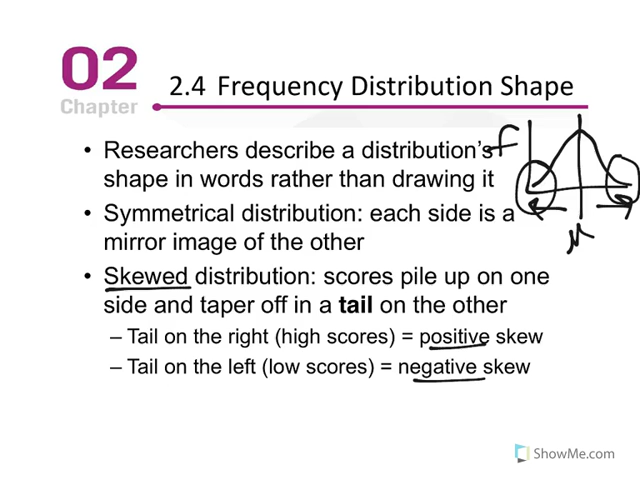 02
Chapter
2.4 Frequency Distribution Shape
• Researchers describe a distribution's
shape in words rather than drawing it
• Symmetrical distribution: each side is a
mirror image of the other
• Skewed distribution: scores pile up on one
side and taper off in a tail on the other
– Tail on the right (high scores) = positive skew
– Tail on the left (low scores) = negative skew
f
μ
ShowMe.com